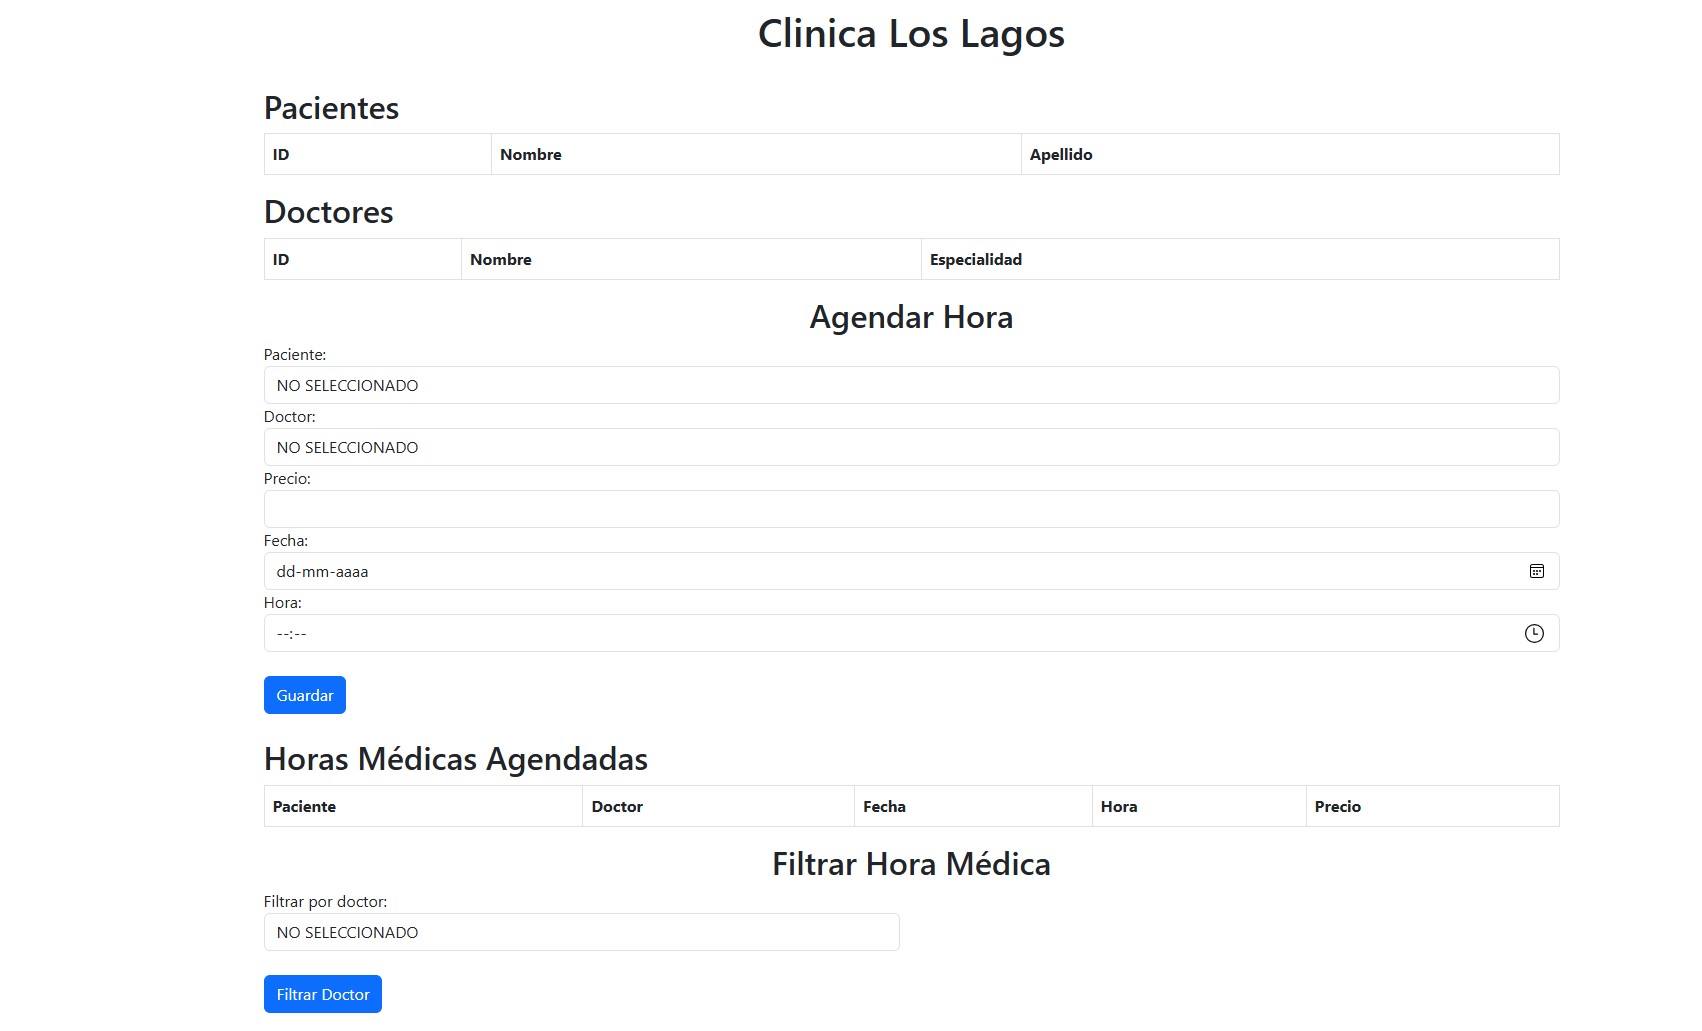 Clinica Los Lagos
Pacientes
ID Nombre Apellido
Doctores
ID Nombre Especialidad
Agendar Hora
Paciente:
NO SELECCIONADO
Doctor:
NO SELECCIONADO
Precio:
Fecha:
dd-mm-aaaa
Hora:
--:--
Guardar
Horas Médicas Agendadas
Paciente Doctor Fecha Hora Precio
Filtrar Hora Médica
Filtrar por doctor:
NO SELECCIONADO
Filtrar Doctor